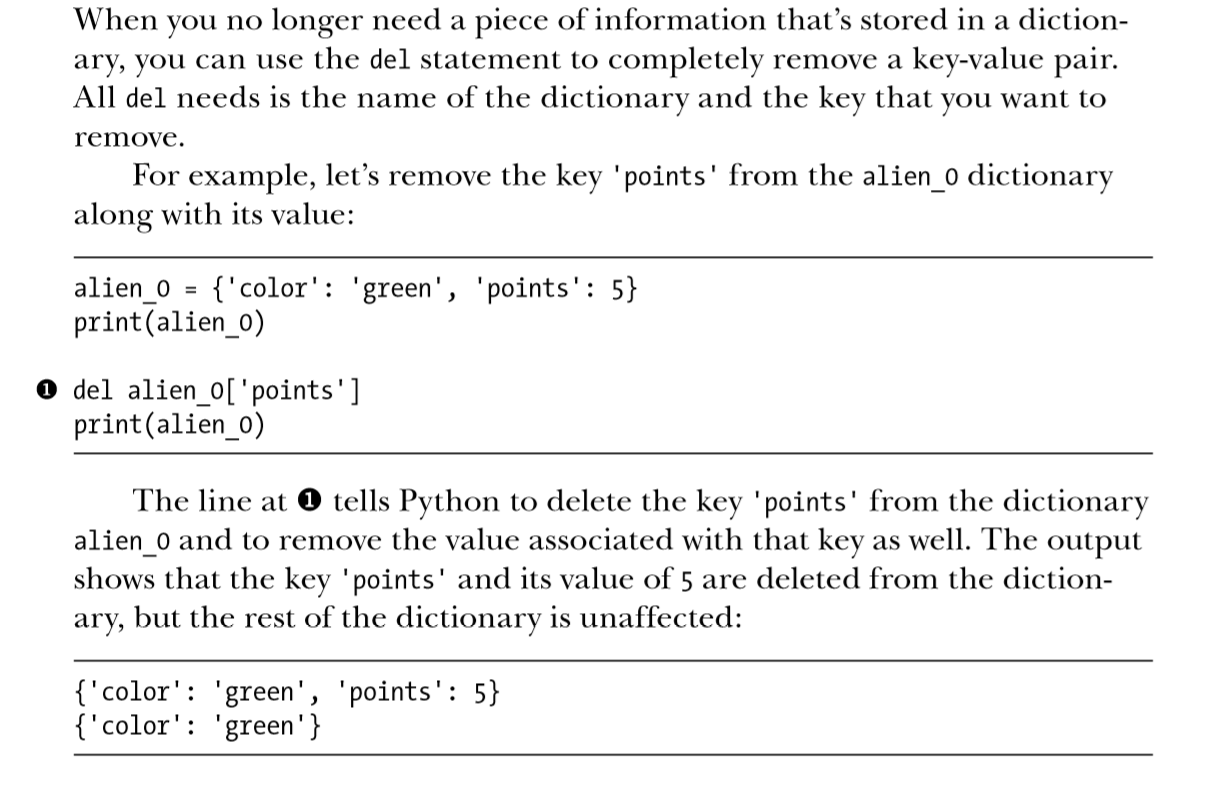 When you no longer need a piece of information that's stored in a diction-
ary, you can use the del statement to completely remove a key-value pair.
All del needs is the name of the dictionary and the key that you want to
remove.
For example, let's remove the key 'points' from the alien_0 dictionary
along with its value:
alien_0 = {'color': 'green', 'points': 5}
print(alien_0)
❶ del alien_0['points']
print(alien_0)
The line at ❶ tells Python to delete the key 'points' from the dictionary
alien_0 and to remove the value associated with that key as well. The output
shows that the key 'points' and its value of 5 are deleted from the diction-
ary, but the rest of the dictionary is unaffected:
{'color': 'green', 'points': 5}
{'color': 'green'}